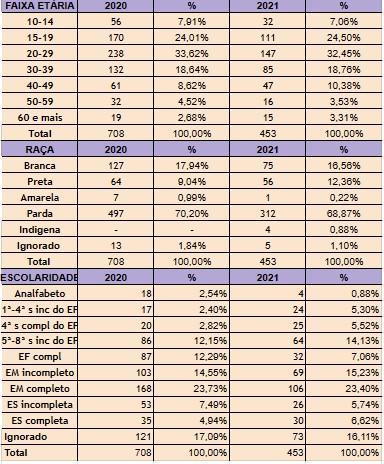 FAIXA ETÁRIA 2020 % 2021 %
10-14 56 7,91% 32 7,06%
15-19 170 24,01% 111 24,50%
20-29 238 33,62% 147 32,45%
30-39 132 18,64% 85 18,76%
40-49 61 8,62% 47 10,38%
50-59 32 4,52% 16 3,53%
60 e mais 19 2,68% 15 3,31%
Total 708 100,00% 453 100,00%
RAÇA 2020 % 2021 %
Branca 127 17,94% 75 16,56%
Preta 64 9,04% 56 12,36%
Amarela 7 0,99% 1 0,22%
Parda 497 70,20% 312 68,87%
Indigena - - 4 0,88%
Ignorado 13 1,84% 5 1,10%
Total 708 100,00% 453 100,00%
ESCOLARIDADE 2020 % 2021 %
Analfabeto 18 2,54% 4 0,88%
1ª-4ª s inc do EF 17 2,40% 24 5,30%
4ª s compl do EF 20 2,82% 25 5,52%
5ª-8ª s inc do EF 86 12,15% 64 14,13%
EF compl 87 12,29% 32 7,06%
EM incompleto 103 14,55% 69 15,23%
EM completo 168 23,73% 106 23,40%
ES incompleta 53 7,49% 26 5,74%
ES completa 35 4,94% 30 6,62%
Ignorado 121 17,09% 73 16,11%
Total 708 100,00% 453 100,00%